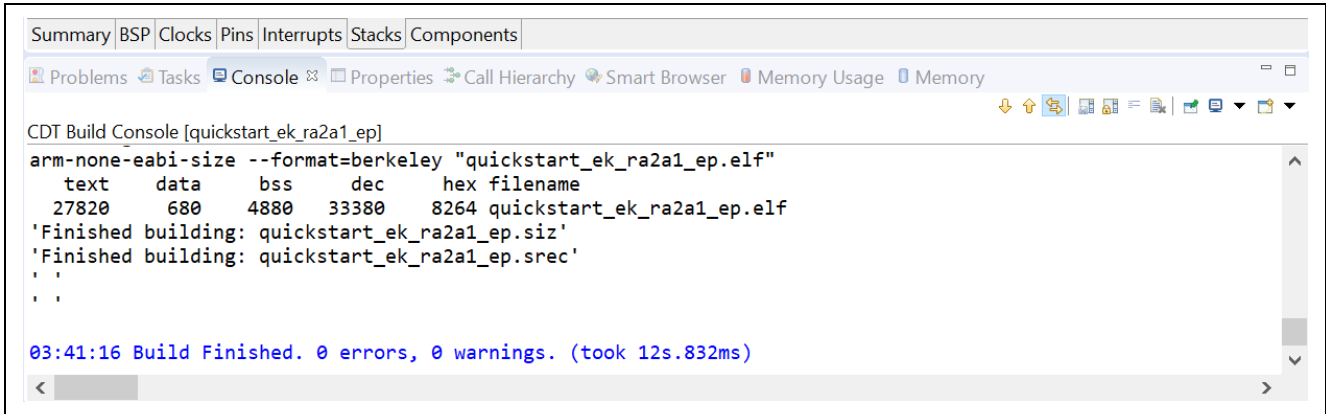 Summary BSP Clocks Pins Interrupts Stacks Components
Problems Tasks Console Properties Call Hierarchy Smart Browser Memory Usage Memory
CDT Build Console [quickstart_ek_ra2a1_ep]
arm-none-eabi-size --format=berkeley "quickstart_ek_ra2a1_ep.elf"
text data bss dec hex filename
27820 680 4880 33380 8264 quickstart_ek_ra2a1_ep.elf
'Finished building: quickstart_ek_ra2a1_ep.siz'
'Finished building: quickstart_ek_ra2a1_ep.srec'
' '
' '
03:41:16 Build Finished. 0 errors, 0 warnings. (took 12s.832ms)